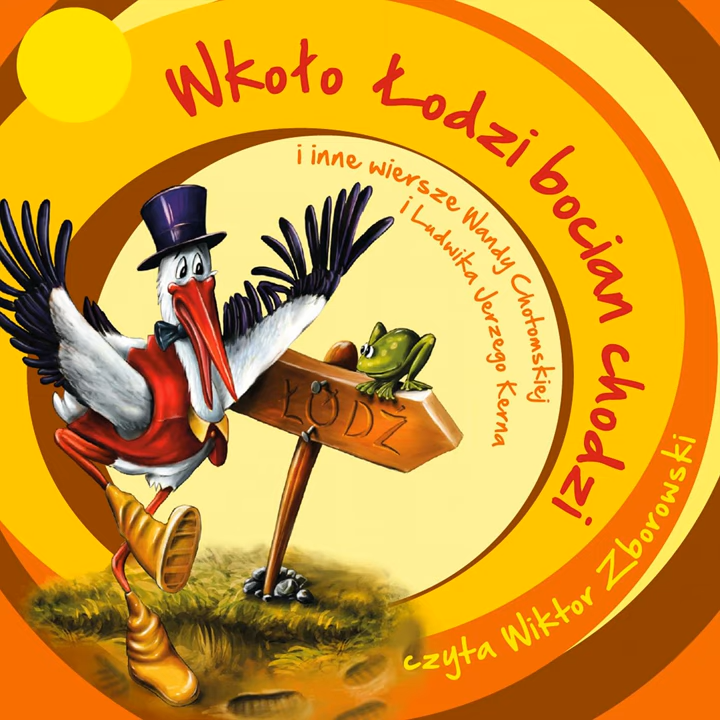 Wkoło Łodzi bocian chodzi
i inne wiersze Wandy Chotomskiej
i Ludwika Jerzego Kerna
ŁÓDŹ
czyta Wiktor Zborowski